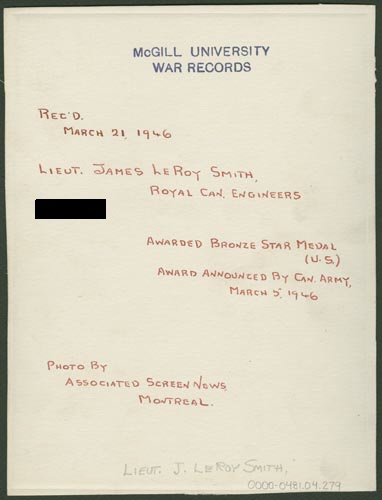 McGILL UNIVERSITY
WAR RECORDS
REC'D.
MARCH 21, 1946
LIEUT. JAMES LEROY SMITH,
ROYAL CAN. ENGINEERS
AWARDED BRONZE STAR MEDAL
(U.S.)
AWARD ANNOUNCED BY CAN. ARMY,
MARCH 5, 1946
PHOTO BY
ASSOCIATED SCREEN NEWS,
MONTREAL.
LIEUT. J. LEROY SMITH,
0000-0481.04.279